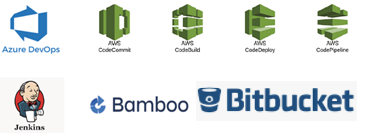 Azure DevOps
AWS
CodeCommit
AWS
CodeBuild
AWS
CodeDeploy
AWS
CodePipeline
Jenkins
Bamboo
Bitbucket